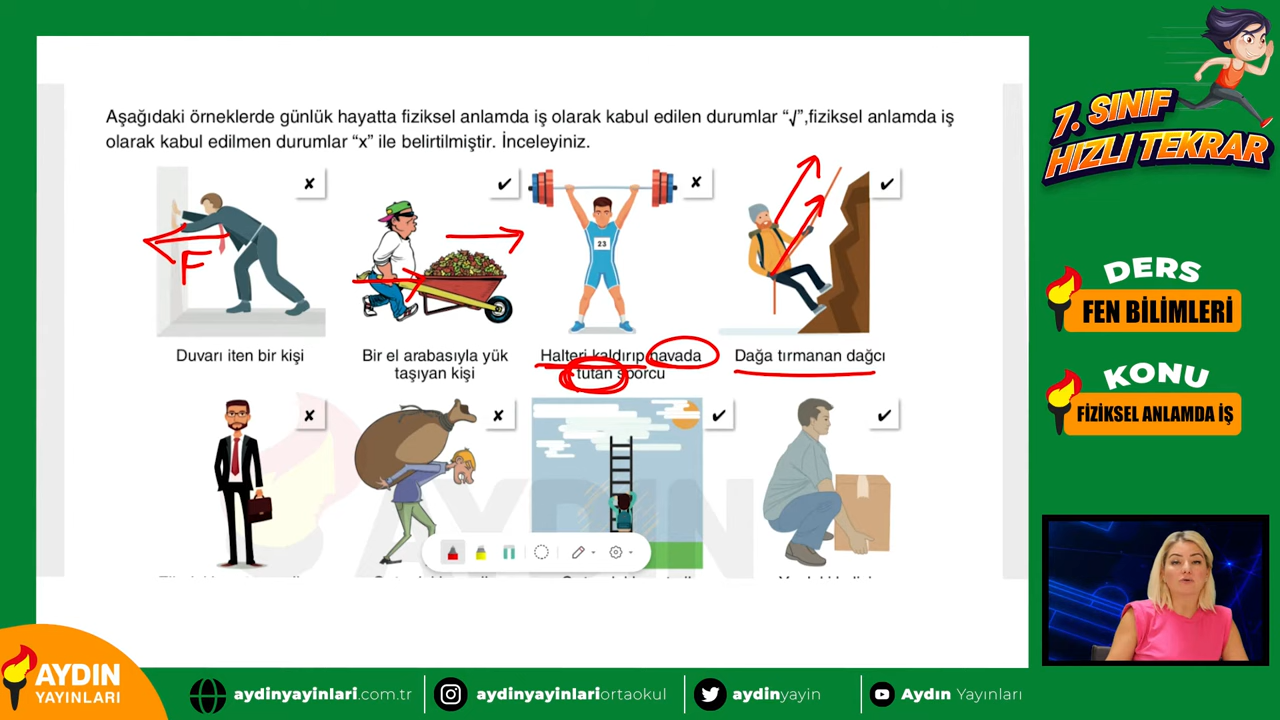 Aşağıdaki örneklerde günlük hayatta fiziksel anlamda iş olarak kabul edilen durumlar “√”,fiziksel anlamda iş
olarak kabul edilmen durumlar “x” ile belirtilmiştir. İnceleyiniz.
✘
✔
✘
✔
F
23
Duvarı iten bir kişi
Bir el arabasıyla yük
taşıyan kişi
Halteri kaldırıp havada
tutan sporcu
Dağa tırmanan dağcı
✘
✘
✔
✔
AYDIN
7. SINIF
HIZLI TEKRAR
DERS
FEN BİLİMLERİ
KONU
FİZİKSEL ANLAMDA İŞ
AYDIN
YAYINLARI
aydinyayinlari.com.tr
aydinyayinlariortaokul
aydinyayin
Aydın Yayınları